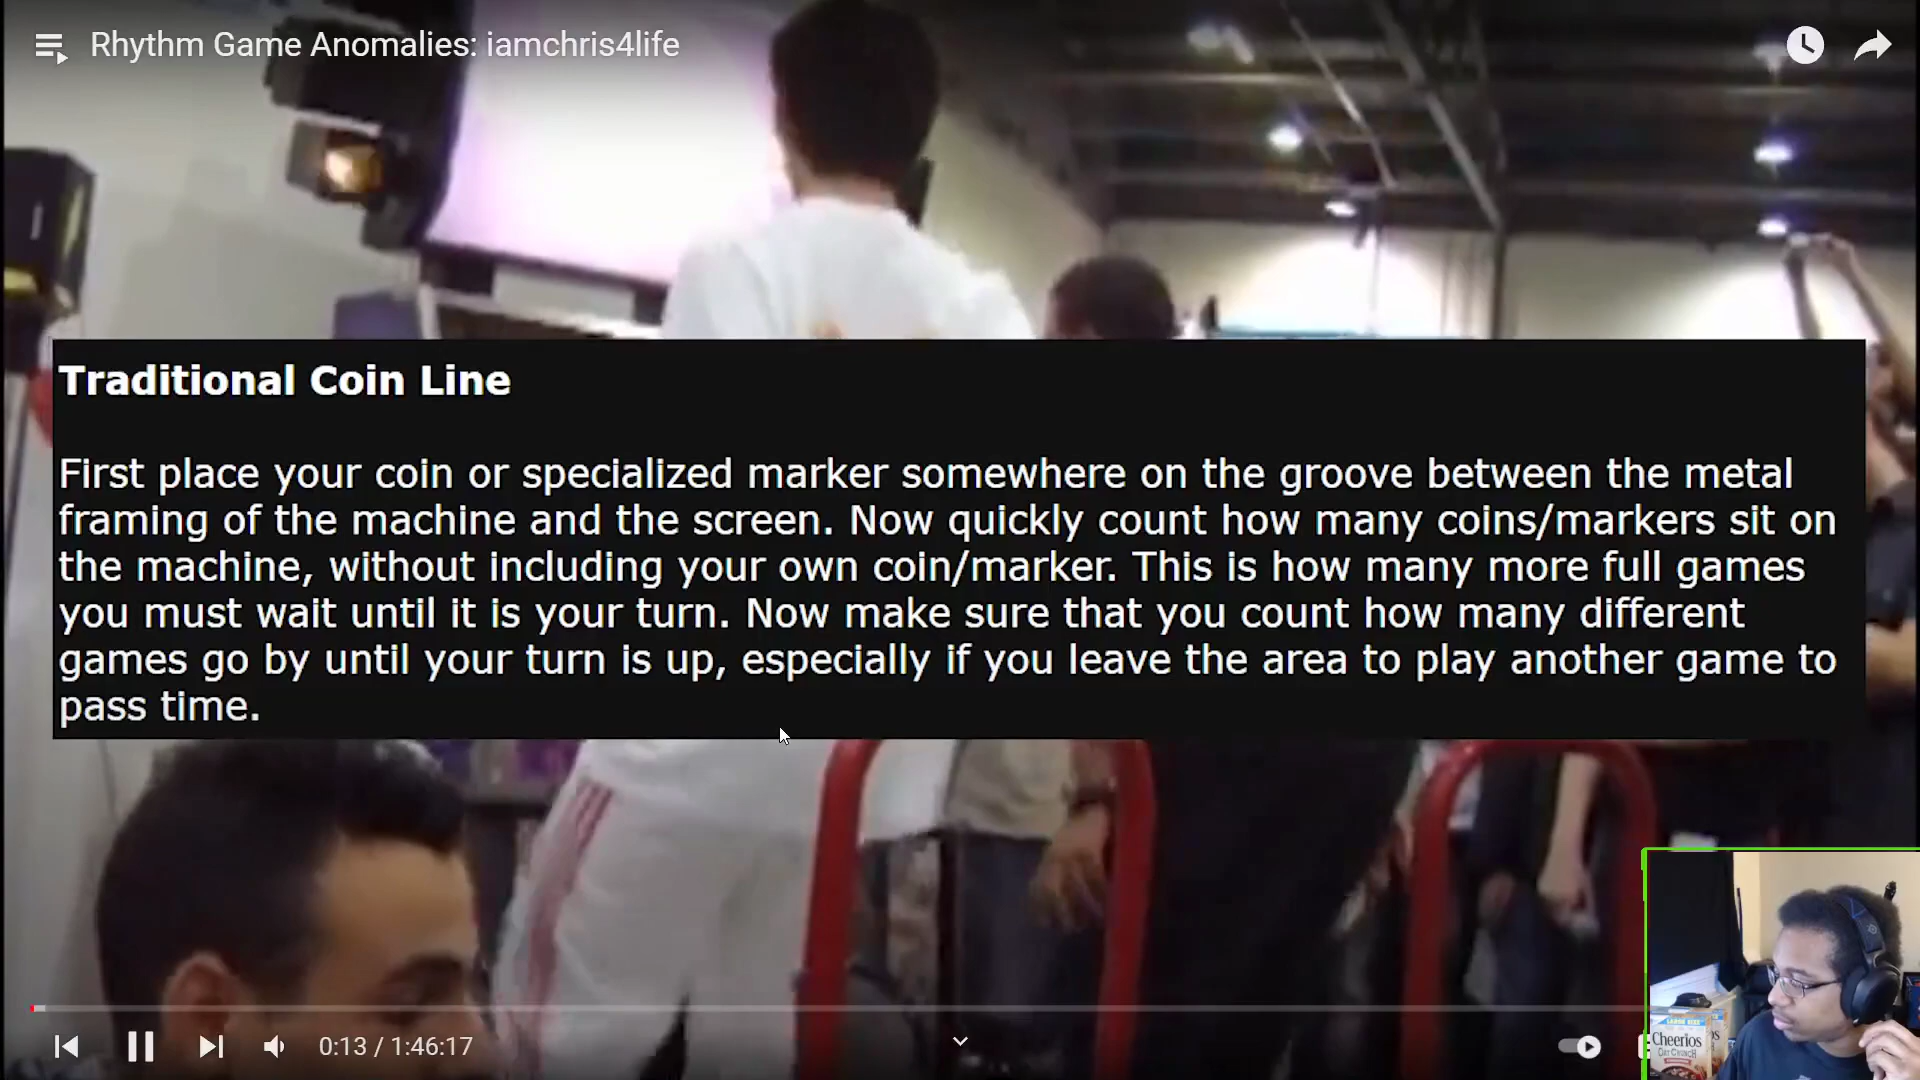 Rhythm Game Anomalies: iamchris4life
Traditional Coin Line
First place your coin or specialized marker somewhere on the groove between the metal
framing of the machine and the screen. Now quickly count how many coins/markers sit on
the machine, without including your own coin/marker. This is how many more full games
you must wait until it is your turn. Now make sure that you count how many different
games go by until your turn is up, especially if you leave the area to play another game to
pass time.
0:13 / 1:46:17
Cheerios
OAT CRUNCH